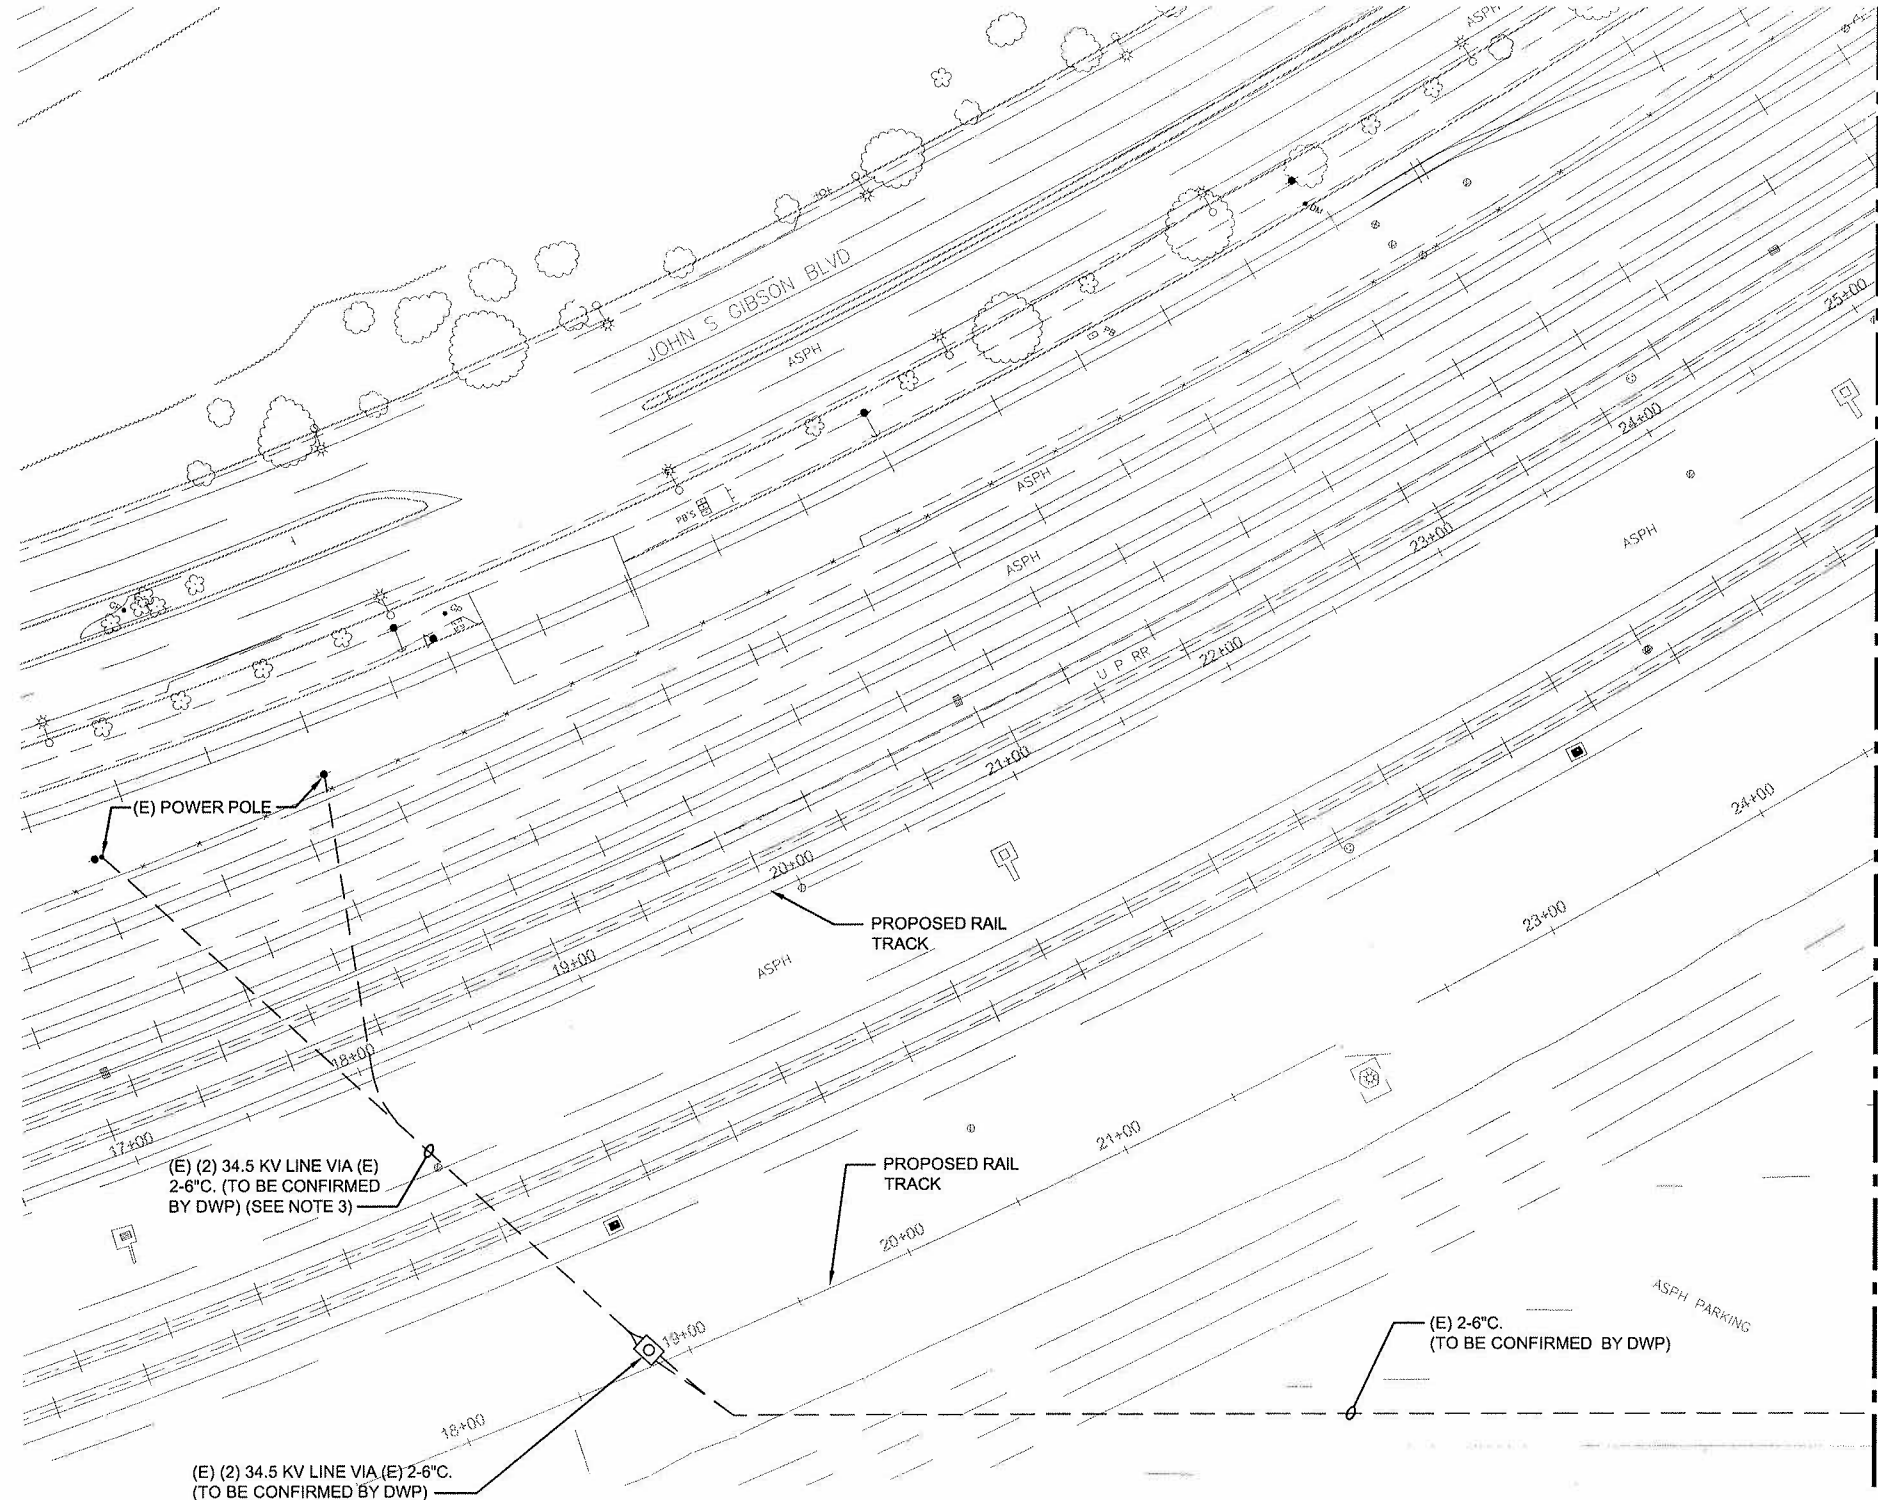 ASPH
JOHN S GIBSON BLVD
ASPH
DM
PB
25+00
24+00
ASPH
PB'S
23+00
ASPH
ASPH
U P RR
22+00
21+00
(E) POWER POLE
24+00
20+00
PROPOSED RAIL
TRACK
23+00
19+00
ASPH
18+00
17+00
21+00
(E) (2) 34.5 KV LINE VIA (E)
2-6"C. (TO BE CONFIRMED
BY DWP) (SEE NOTE 3)
PROPOSED RAIL
TRACK
20+00
ASPH PARKING
19+00
(E) 2-6"C.
(TO BE CONFIRMED BY DWP)
18+00
(E) (2) 34.5 KV LINE VIA (E) 2-6"C.
(TO BE CONFIRMED BY DWP)